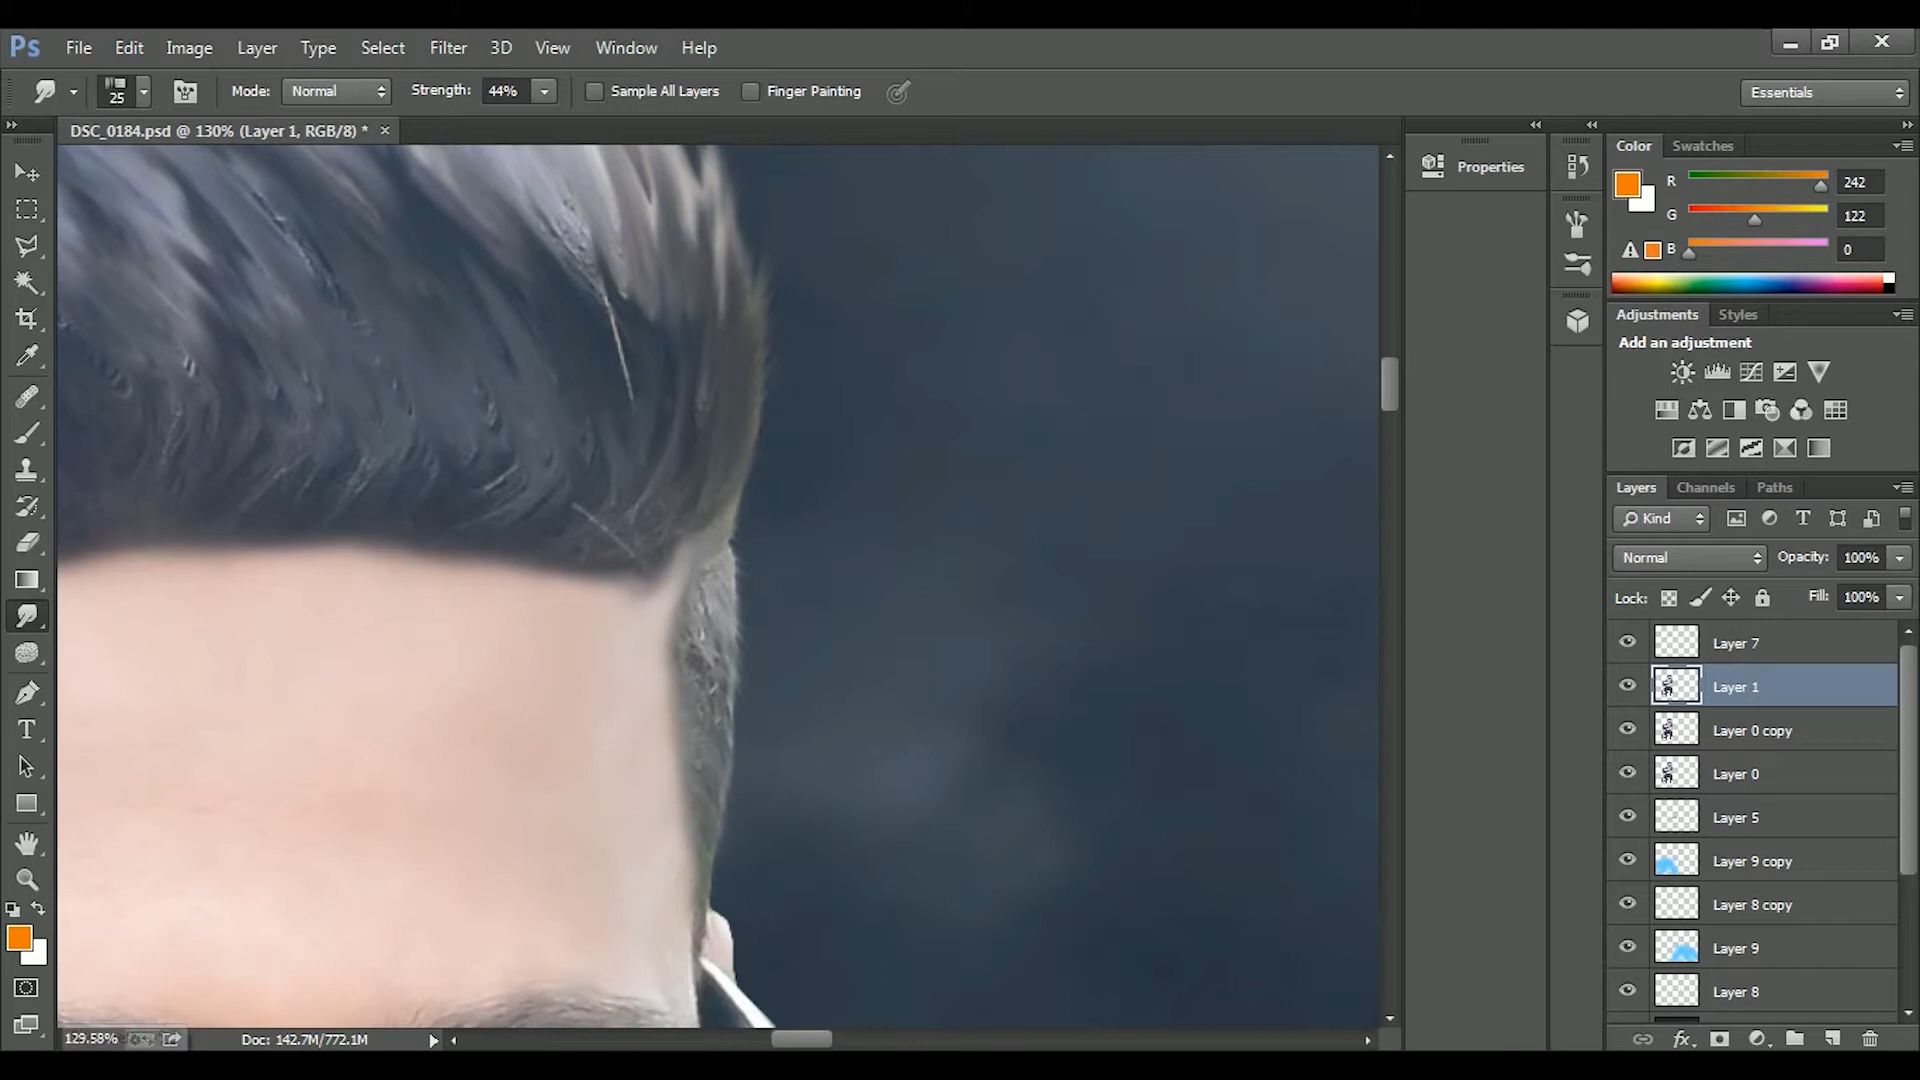 Ps File Edit Image Layer Type Select Filter 3D View Window Help
25 Mode: Normal Strength: 44% Sample All Layers Finger Painting Essentials
DSC_0184.psd @ 130% (Layer 1, RGB/8) * ×
Properties
Color Swatches
R 242
G 122
B 0
Adjustments Styles
Add an adjustment
Layers Channels Paths
Kind
Normal Opacity: 100%
Lock: Fill: 100%
Layer 7
Layer 1
Layer 0 copy
Layer 0
Layer 5
Layer 9 copy
Layer 8 copy
Layer 9
Layer 8
129.58% Doc: 142.7M/772.1M
fx